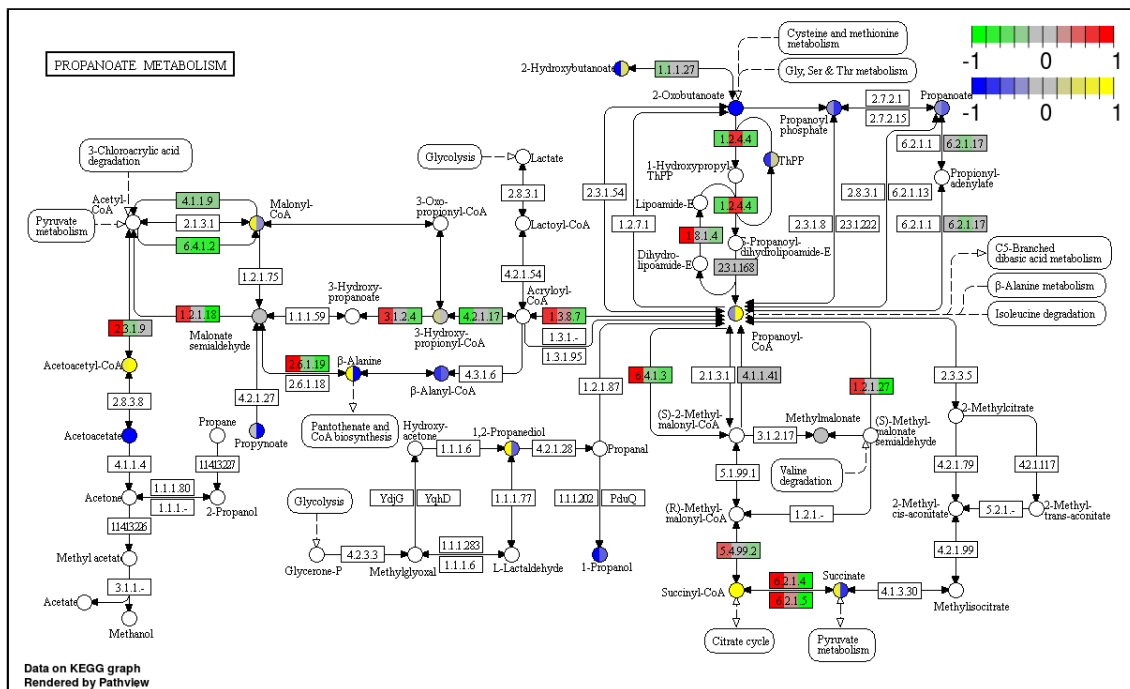 PROPANOATE METABOLISM
-1
0
1
-1
0
1
Cysteine and methionine
metabolism
Gly, Ser & Thr metabolism
2-Hydroxybutanoate
1.1.1.27
2-Oxobutanoate
Propanoyl
phosphate
2.7.2.1
2.7.2.15
Propanoate
1.2.4.4
ThPP
1-Hydroxypropyl-
ThPP
6.2.1.1
6.2.1.17
Propionyl-
adenylate
3-Chloroacrylic acid
degradation
Glycolysis
Lactate
2.8.3.1
2.3.1.54
2.8.3.1
6.2.1.13
Acetyl-
CoA
4.1.1.9
2.1.3.1
6.4.1.2
Malonyl-
CoA
3-Oxo-
propionyl-CoA
Lactoyl-CoA
Lipoamide-E
1.2.4.4
1.2.7.1
2.3.1.8
2.3.1.222
6.2.1.1
6.2.1.17
Pyruvate
metabolism
1.8.1.4
Dihydro-
lipoamide-E
S-Propanoyl-
dihydrolipoamide-E
2.3.1.168
C5-Branched
dibasic acid metabolism
β-Alanine metabolism
Isoleucine degradation
1.2.1.75
4.2.1.54
3-Hydroxy-
propanoate
Acryloyl-
CoA
1.2.1.18
Malonate
semialdehyde
1.1.1.59
3.1.2.4
3-Hydroxy-
propionyl-CoA
4.2.1.17
1.3.8.7
1.3.1.-
1.3.1.95
Propanoyl-
CoA
2.3.1.9
Acetoacetyl-CoA
2.6.1.19
2.6.1.18
β-Alanine
β-Alanyl-CoA
4.3.1.6
1.2.1.87
6.4.1.3
2.1.3.1
4.1.1.41
1.2.1.27
2.3.3.5
2.8.3.8
4.2.1.27
Propynoate
Pantothenate and
CoA biosynthesis
(S)-2-Methyl-
malonyl-CoA
Methylmalonate
3.1.2.17
(S)-Methyl-
malonate
semialdehyde
2-Methylcitrate
Acetoacetate
Propane
Hydroxy-
acetone
1.1.1.6
1,2-Propanediol
4.2.1.28
Propanal
4.1.1.4
1.14.13.227
5.1.99.1
Valine
degradation
4.2.1.79
4.2.1.117
Acetone
1.1.1.80
1.1.1.-
2-Propanol
Glycolysis
YdjG
YqhD
1.1.1.77
1.1.1.202
PduQ
(R)-Methyl-
malonyl-CoA
1.2.1.-
2-Methyl-
cis-aconitate
5.2.1.-
2-Methyl-
trans-aconitate
1.14.13.226
Methyl acetate
Glycerone-P
4.2.3.3
Methylglyoxal
1.1.1.283
1.1.1.6
L-Lactaldehyde
1-Propanol
5.4.99.2
4.2.1.99
3.1.1.-
Acetate
Methanol
Succinyl-CoA
6.2.1.4
6.2.1.5
Succinate
4.1.3.30
Methylisocitrate
Citrate cycle
Pyruvate
metabolism
Data on KEGG graph
Rendered by Pathview